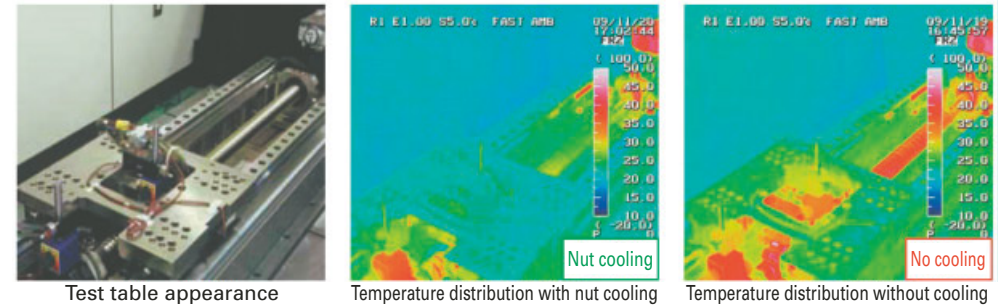 R1 E1.00 S5.0x FAST AMB 09/11/20
17:02:44
FRZ
( 100.0)
50.0
45.0
40.0
35.0
30.0
25.0
20.0
15.0
10.0
( -20.0)
P 0
Nut cooling
R1 E1.00 S5.0x FAST AMB 09/11/19
16:45:57
FRZ
( 100.0)
50.0
45.0
40.0
35.0
30.0
25.0
20.0
15.0
10.0
( -20.0)
P 0
No cooling
Test table appearance
Temperature distribution with nut cooling
Temperature distribution without cooling